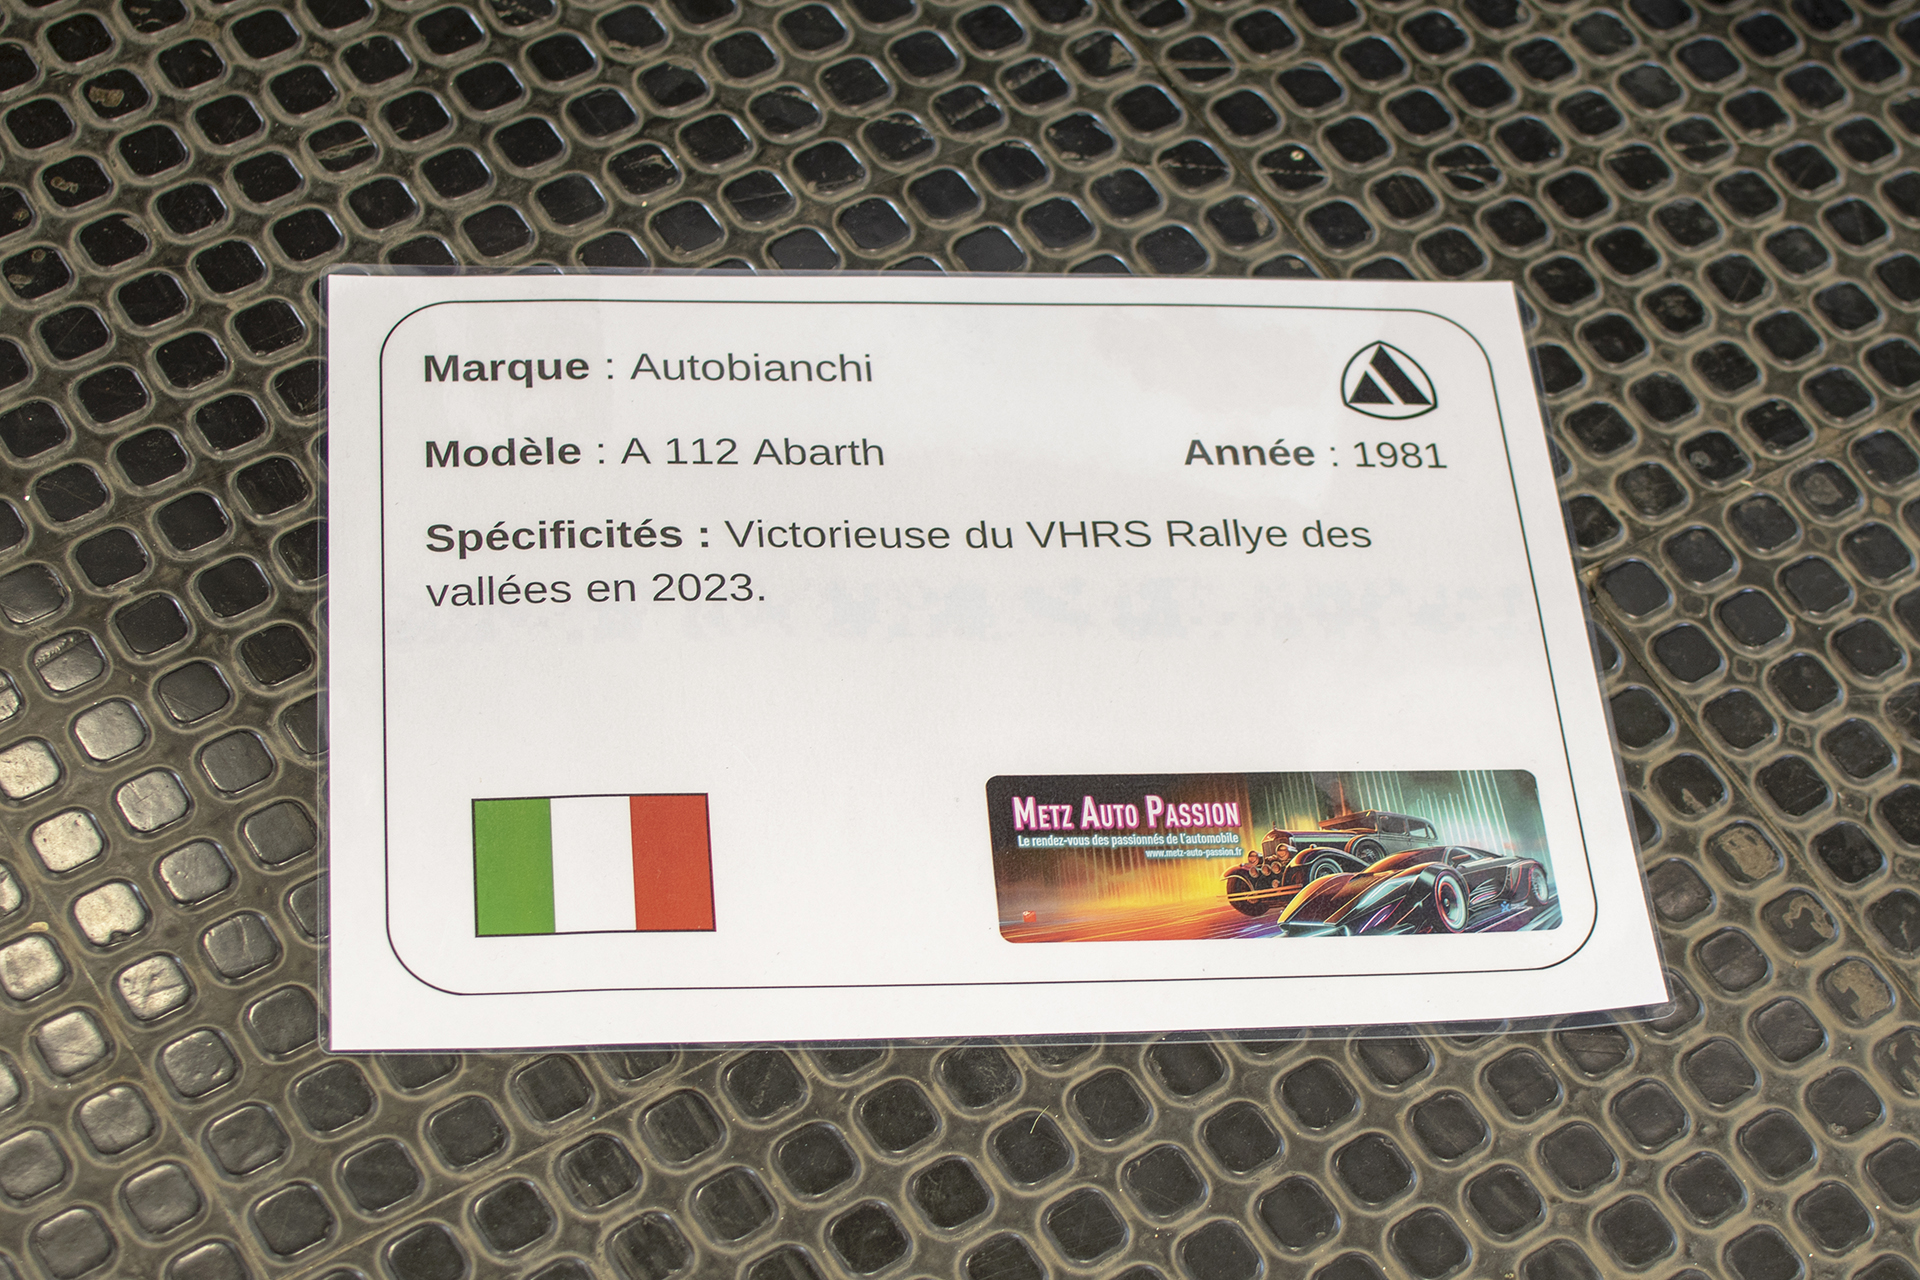 Marque : Autobianchi
Modèle : A 112 Abarth
Année : 1981
Spécificités : Victorieuse du VHRS Rallye des
vallées en 2023.
METZ AUTO PASSION
Le rendez-vous des passionnés de l'automobile
www.metz-auto-passion.fr